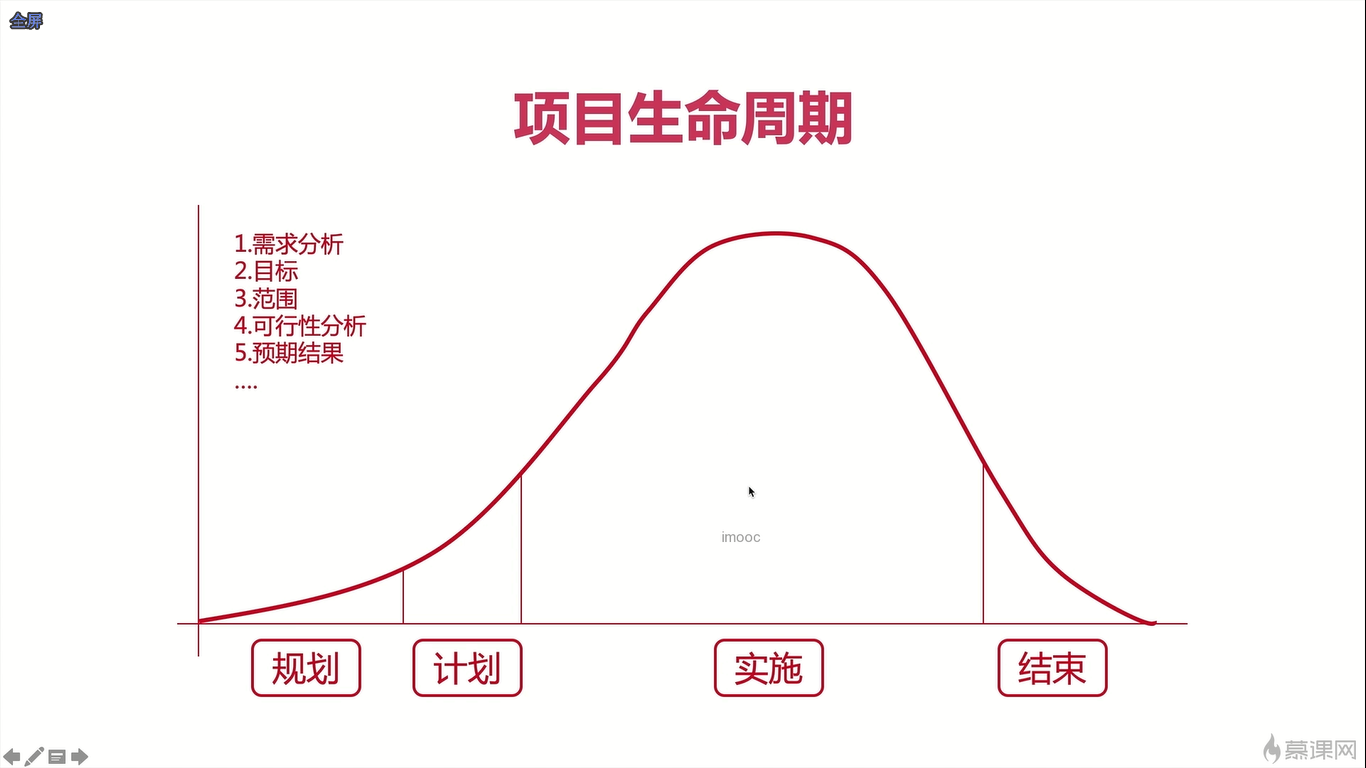 全屏
项目生命周期
1.需求分析
2.目标
3.范围
4.可行性分析
5.预期结果
....
imooc
规划
计划
实施
结束
慕课网